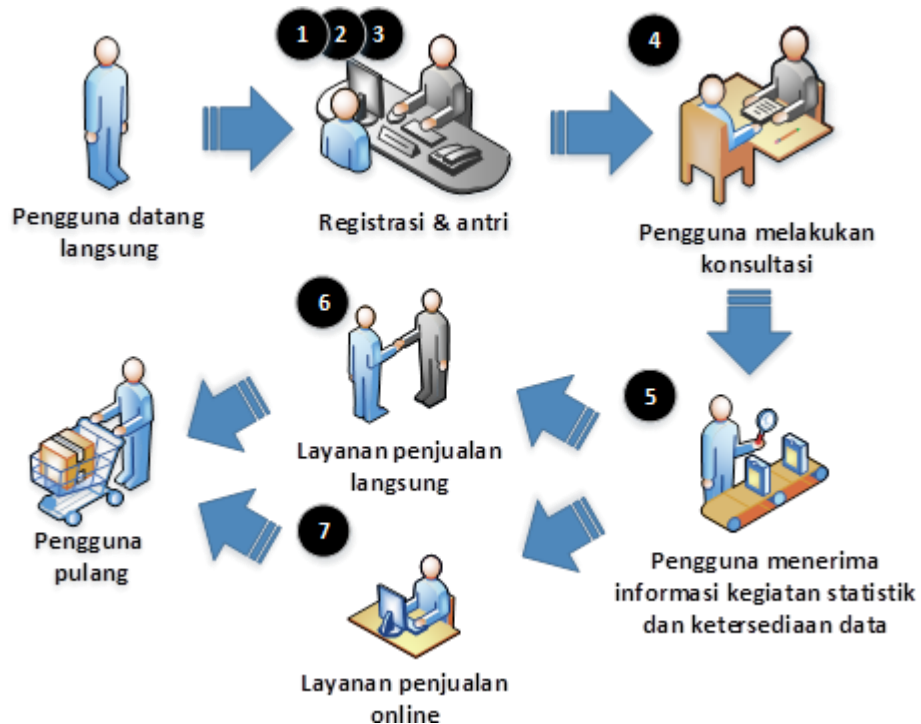 1 2 3
4
Pengguna datang
langsung
Registrasi & antri
Pengguna melakukan
konsultasi
6
5
Layanan penjualan
langsung
Pengguna
pulang
7
Pengguna menerima
informasi kegiatan statistik
dan ketersediaan data
Layanan penjualan
online